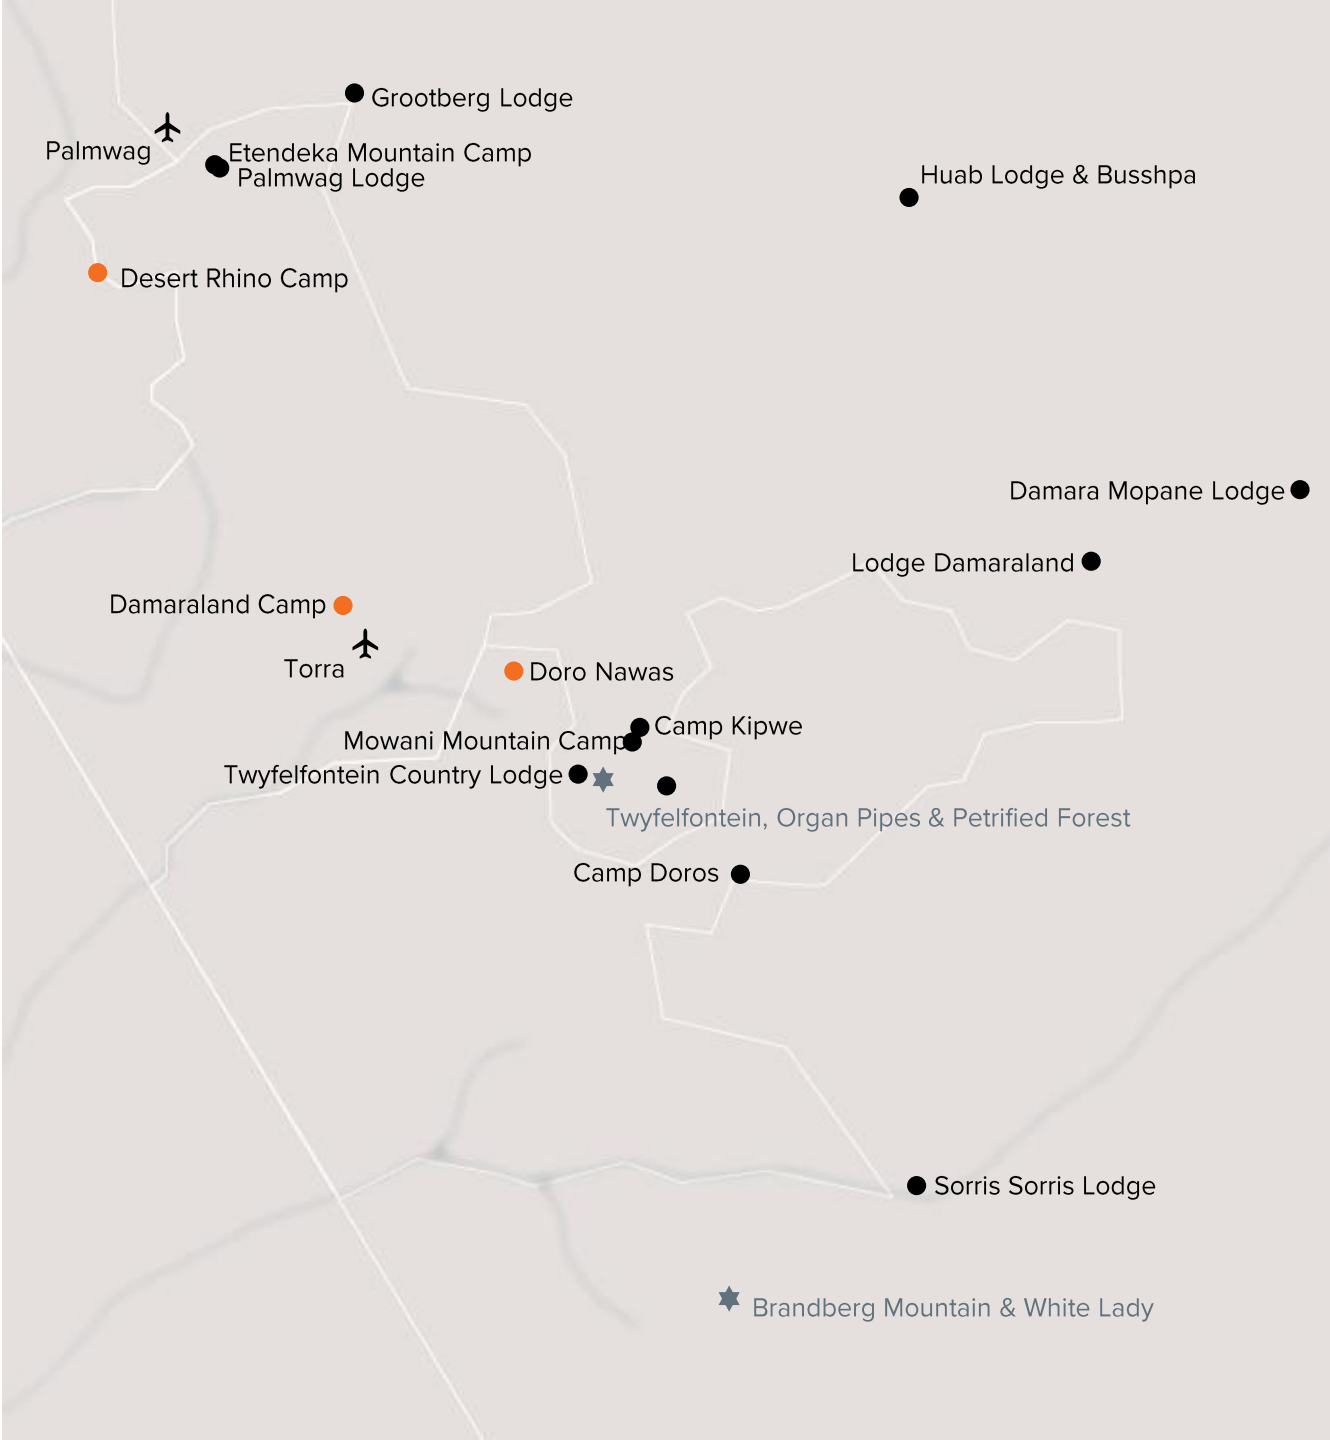 Grootberg Lodge
Palmwag
Etendeka Mountain Camp
Palmwag Lodge
Huab Lodge & Busshpa
Desert Rhino Camp
Damara Mopane Lodge
Lodge Damaraland
Damaraland Camp
Torra
Doro Nawas
Camp Kipwe
Mowani Mountain Camp
Twyfelfontein Country Lodge
Twyfelfontein, Organ Pipes & Petrified Forest
Camp Doros
Sorris Sorris Lodge
Brandberg Mountain & White Lady